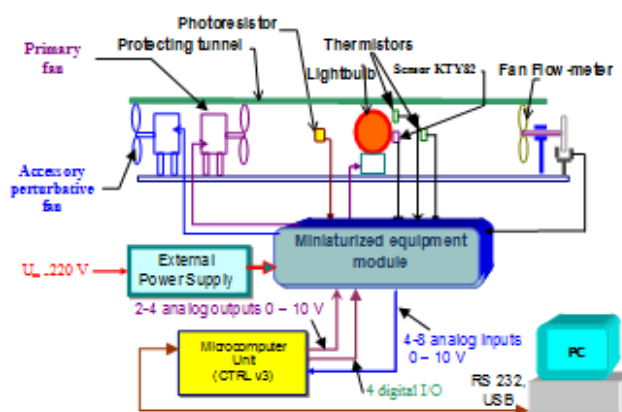 Photoresistor
Primary fan
Protecting tunnel
Thermistors
Lightbulb
Sensor KTY82
Fan Flow-meter
Accessory perturbative fan
Miniaturized equipment module
External Power Supply
220 V
2-4 analog outputs 0 – 10 V
4-8 analog inputs 0 – 10 V
Microcomputer Unit (CTRL v3)
4 digital I/O
RS 232, USB
PC